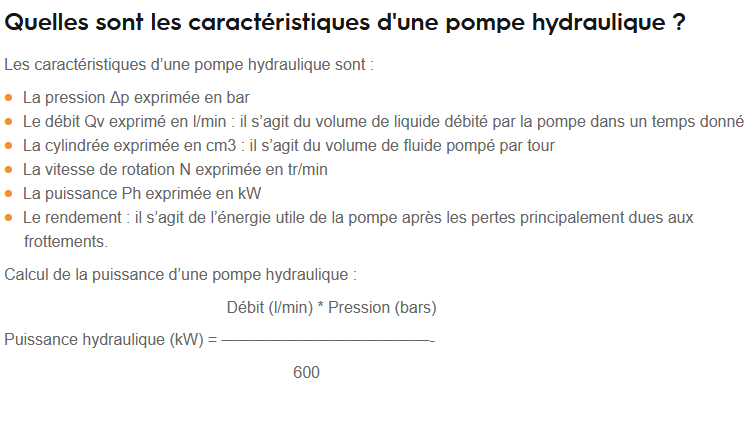 Quelles sont les caractéristiques d'une pompe hydraulique ?
Les caractéristiques d’une pompe hydraulique sont :
La pression Δp exprimée en bar
Le débit Qv exprimé en l/min : il s’agit du volume de liquide débité par la pompe dans un temps donné
La cylindrée exprimée en cm3 : il s’agit du volume de fluide pompé par tour
La vitesse de rotation N exprimée en tr/min
La puissance Ph exprimée en kW
Le rendement : il s’agit de l’énergie utile de la pompe après les pertes principalement dues aux
frottements.
Calcul de la puissance d’une pompe hydraulique :
Débit (l/min) * Pression (bars)
Puissance hydraulique (kW) = —————————————-
600